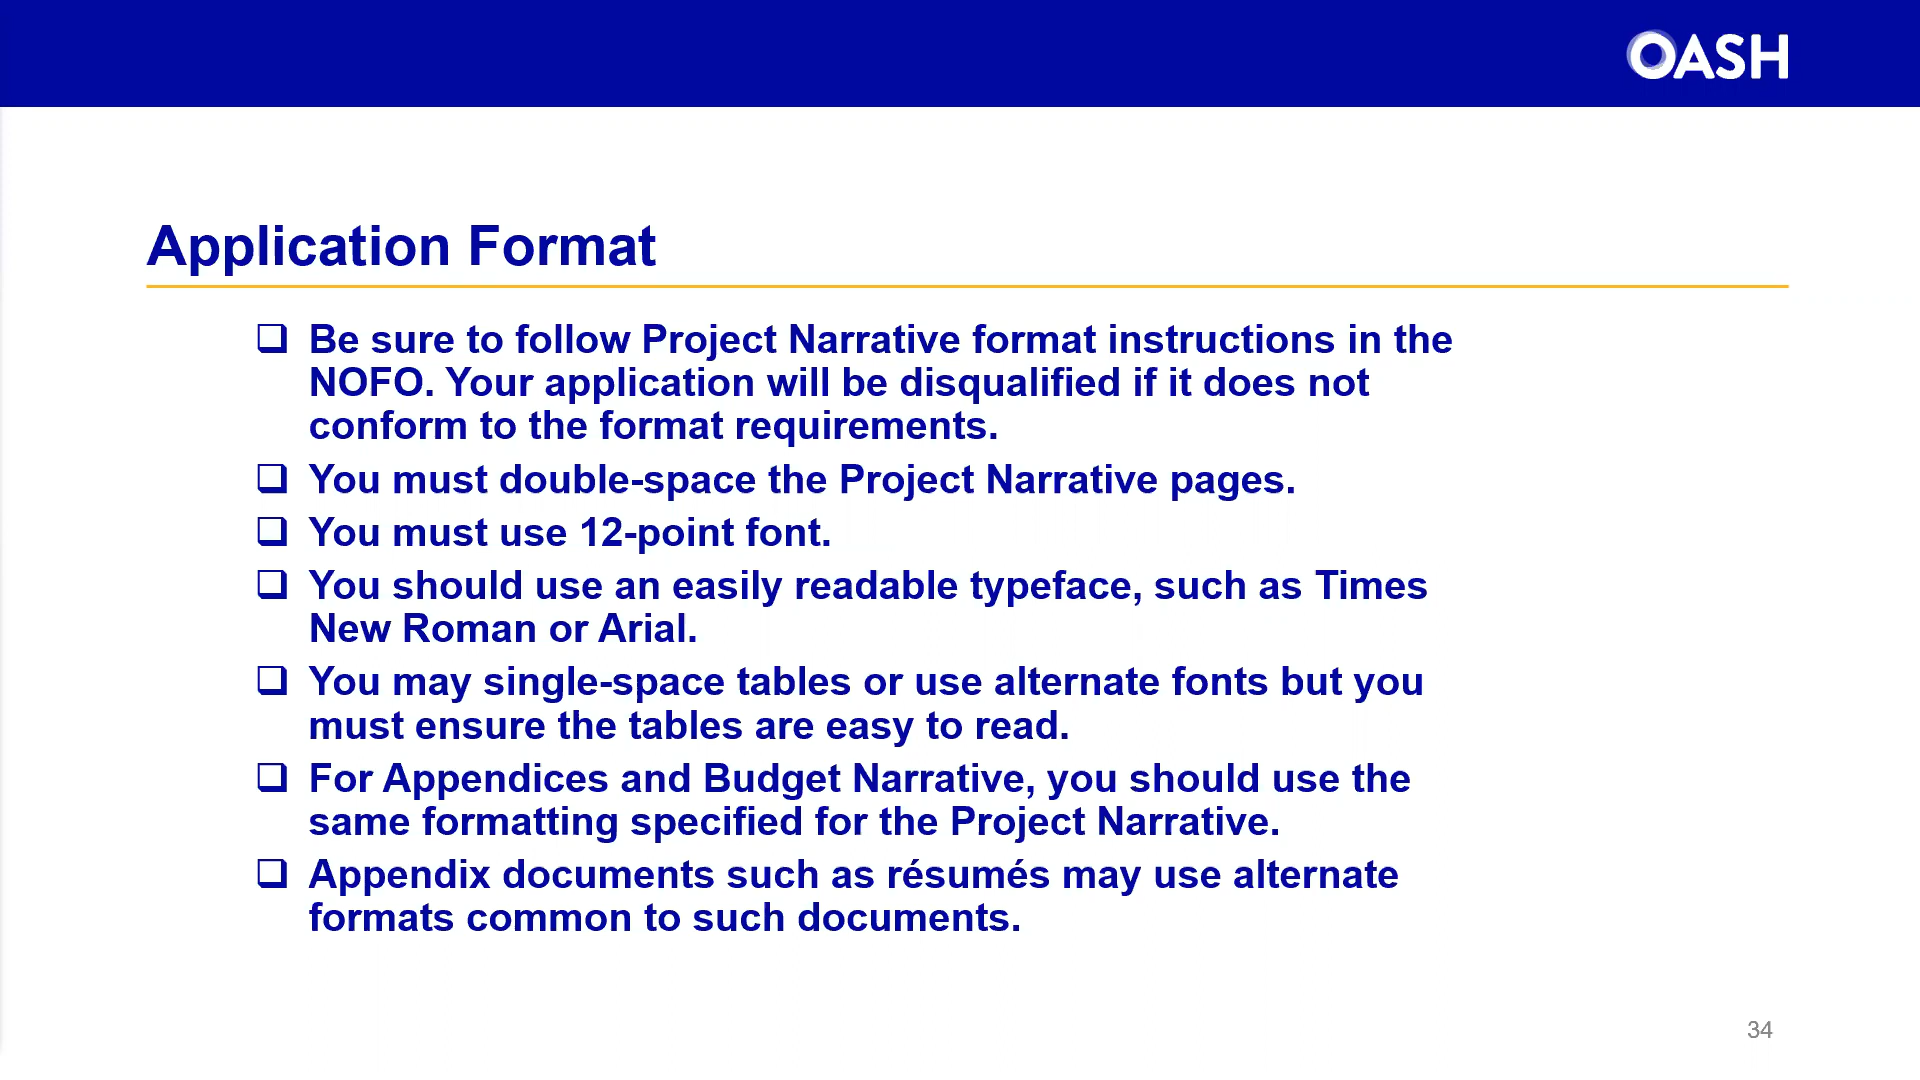 OASH
Application Format
Be sure to follow Project Narrative format instructions in the
NOFO. Your application will be disqualified if it does not
conform to the format requirements.
You must double-space the Project Narrative pages.
You must use 12-point font.
You should use an easily readable typeface, such as Times
New Roman or Arial.
You may single-space tables or use alternate fonts but you
must ensure the tables are easy to read.
For Appendices and Budget Narrative, you should use the
same formatting specified for the Project Narrative.
Appendix documents such as résumés may use alternate
formats common to such documents.
34